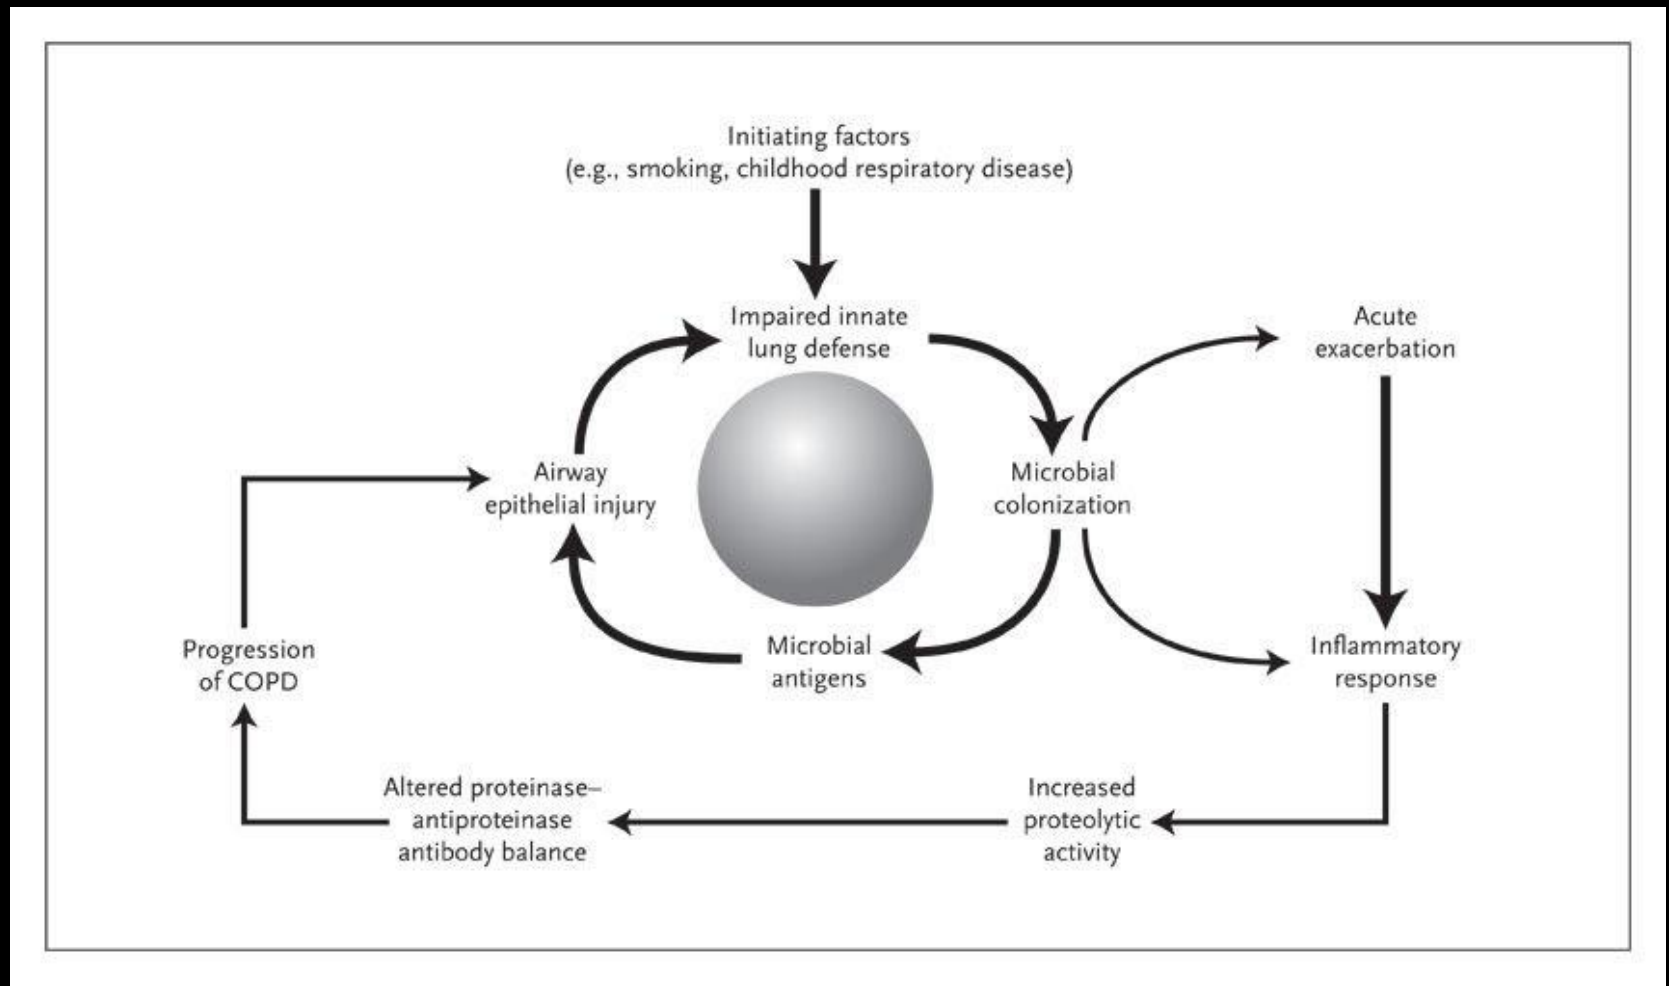 Initiating factors
(e.g., smoking, childhood respiratory disease)
Impaired innate
lung defense
Acute
exacerbation
Airway
epithelial injury
Microbial
colonization
Progression
of COPD
Microbial
antigens
Inflammatory
response
Altered proteinase–
antiproteinase
antibody balance
Increased
proteolytic
activity